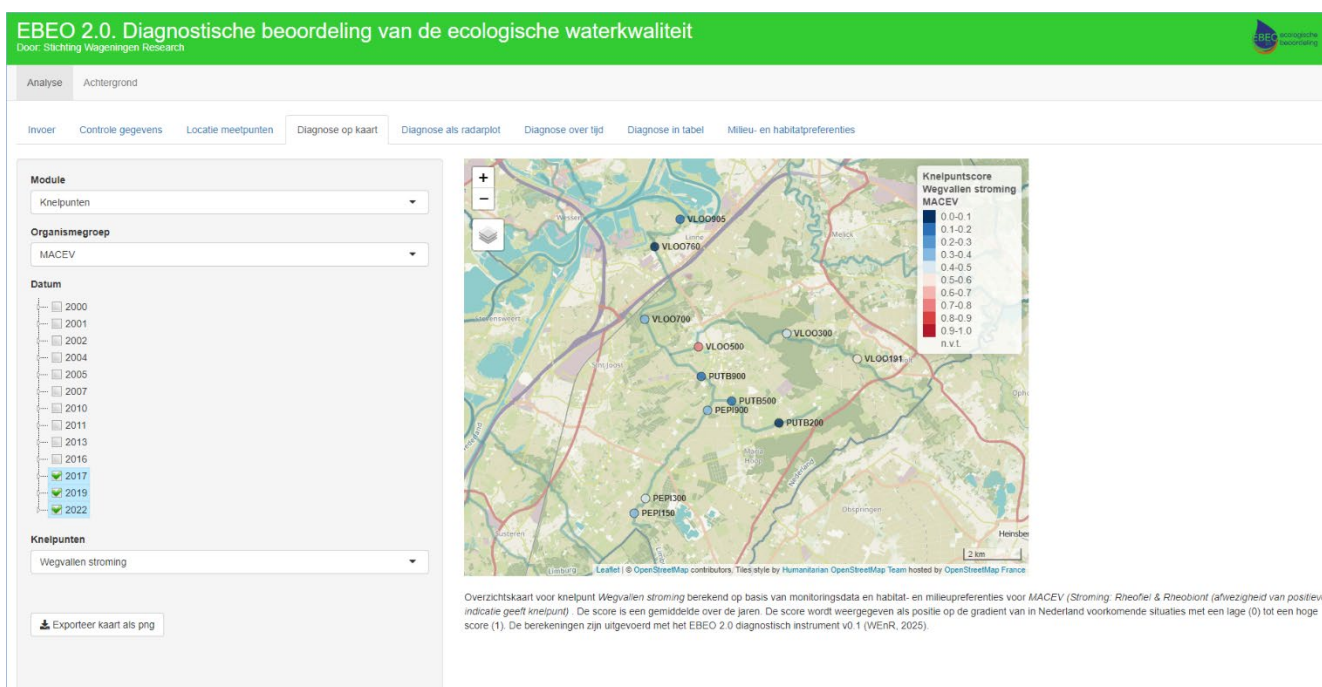 EBEO 2.0. Diagnostische beoordeling van de ecologische waterkwaliteit
Door: Stichting Wageningen Research
EBEO ecologische
beoordeling
Analyse Achtergrond
Invoer Controle gegevens Locatie meetpunten Diagnose op kaart Diagnose als radarplot Diagnose over tijd Diagnose in tabel Milieu- en habitatpreferenties
Module
Knelpunten
Organismegroep
MACEV
Datum
2000
2001
2002
2004
2005
2007
2010
2011
2013
2016
2017
2019
2022
Knelpunten
Wegvallen stroming
Exporteer kaart als png
+
−
Knelpuntscore
Wegvallen stroming
MACEV
0.0-0.1
0.1-0.2
0.2-0.3
0.3-0.4
0.4-0.5
0.5-0.6
0.6-0.7
0.7-0.8
0.8-0.9
0.9-1.0
n.v.t.
Wessem
VLOO905
Linne
Melick
VLOO760
Stevensweert
VLOO700
VLOO300
VLOO500
VLOO191
Sint Joost
PUTB900
PUTB500
PEPI900
PUTB200
Nederland
PEPI300
PEPI150
Obspringen
Susteren
Heinsbe
2 km
Limburg
Leaflet | © OpenStreetMap contributors, Tiles style by Humanitarian OpenStreetMap Team hosted by OpenStreetMap France
Overzichtskaart voor knelpunt Wegvallen stroming berekend op basis van monitoringsdata en habitat- en milieupreferenties voor MACEV (Stroming: Rheofiel & Rheobiont (afwezigheid van positieve
indicatie geeft knelpunt) . De score is een gemiddelde over de jaren. De score wordt weergegeven als positie op de gradient van in Nederland voorkomende situaties met een lage (0) tot een hoge
score (1). De berekeningen zijn uitgevoerd met het EBEO 2.0 diagnostisch instrument v0.1 (WEnR, 2025).